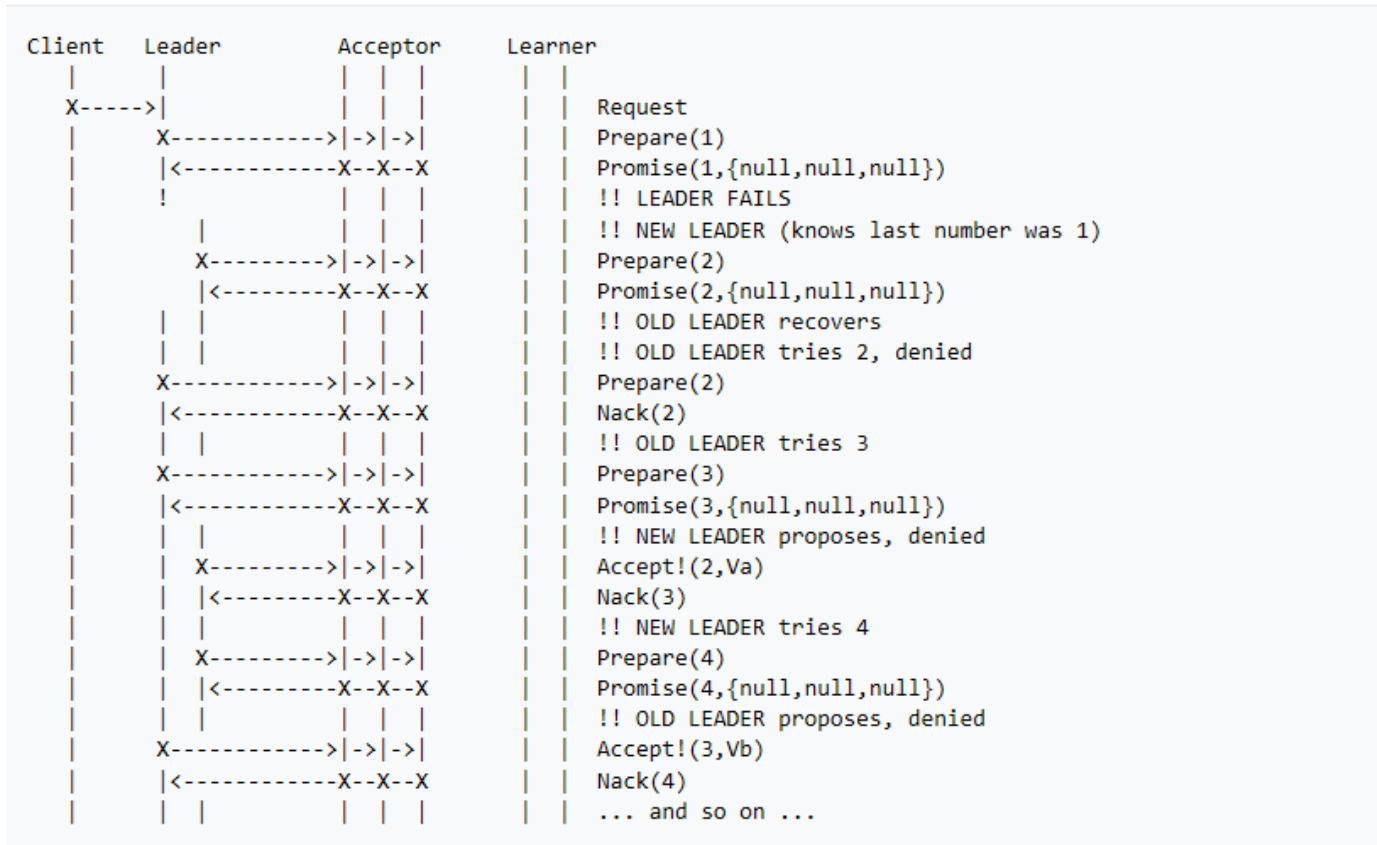 Client   Leader         Acceptor     Learner
   |      |             |  |  |       |  |
   X----->|             |  |  |       |  |  Request
   |      X------------>|->|->|       |  |  Prepare(1)
   |      |<------------X--X--X       |  |  Promise(1,{null,null,null})
   |      !             |  |  |       |  |  !! LEADER FAILS
   |         |          |  |  |       |  |  !! NEW LEADER (knows last number was 1)
   |         X--------->|->|->|       |  |  Prepare(2)
   |         |<---------X--X--X       |  |  Promise(2,{null,null,null})
   |      |  |          |  |  |       |  |  !! OLD LEADER recovers
   |      |  |          |  |  |       |  |  !! OLD LEADER tries 2, denied
   |      X------------>|->|->|       |  |  Prepare(2)
   |      |<------------X--X--X       |  |  Nack(2)
   |      |  |          |  |  |       |  |  !! OLD LEADER tries 3
   |      X------------>|->|->|       |  |  Prepare(3)
   |      |<------------X--X--X       |  |  Promise(3,{null,null,null})
   |      |  |          |  |  |       |  |  !! NEW LEADER proposes, denied
   |      |  X--------->|->|->|       |  |  Accept!(2,Va)
   |      |  |<---------X--X--X       |  |  Nack(3)
   |      |  |          |  |  |       |  |  !! NEW LEADER tries 4
   |      |  X--------->|->|->|       |  |  Prepare(4)
   |      |  |<---------X--X--X       |  |  Promise(4,{null,null,null})
   |      |  |          |  |  |       |  |  !! OLD LEADER proposes, denied
   |      X------------>|->|->|       |  |  Accept!(3,Vb)
   |      |<------------X--X--X       |  |  Nack(4)
   |      |  |          |  |  |       |  |  ... and so on ...